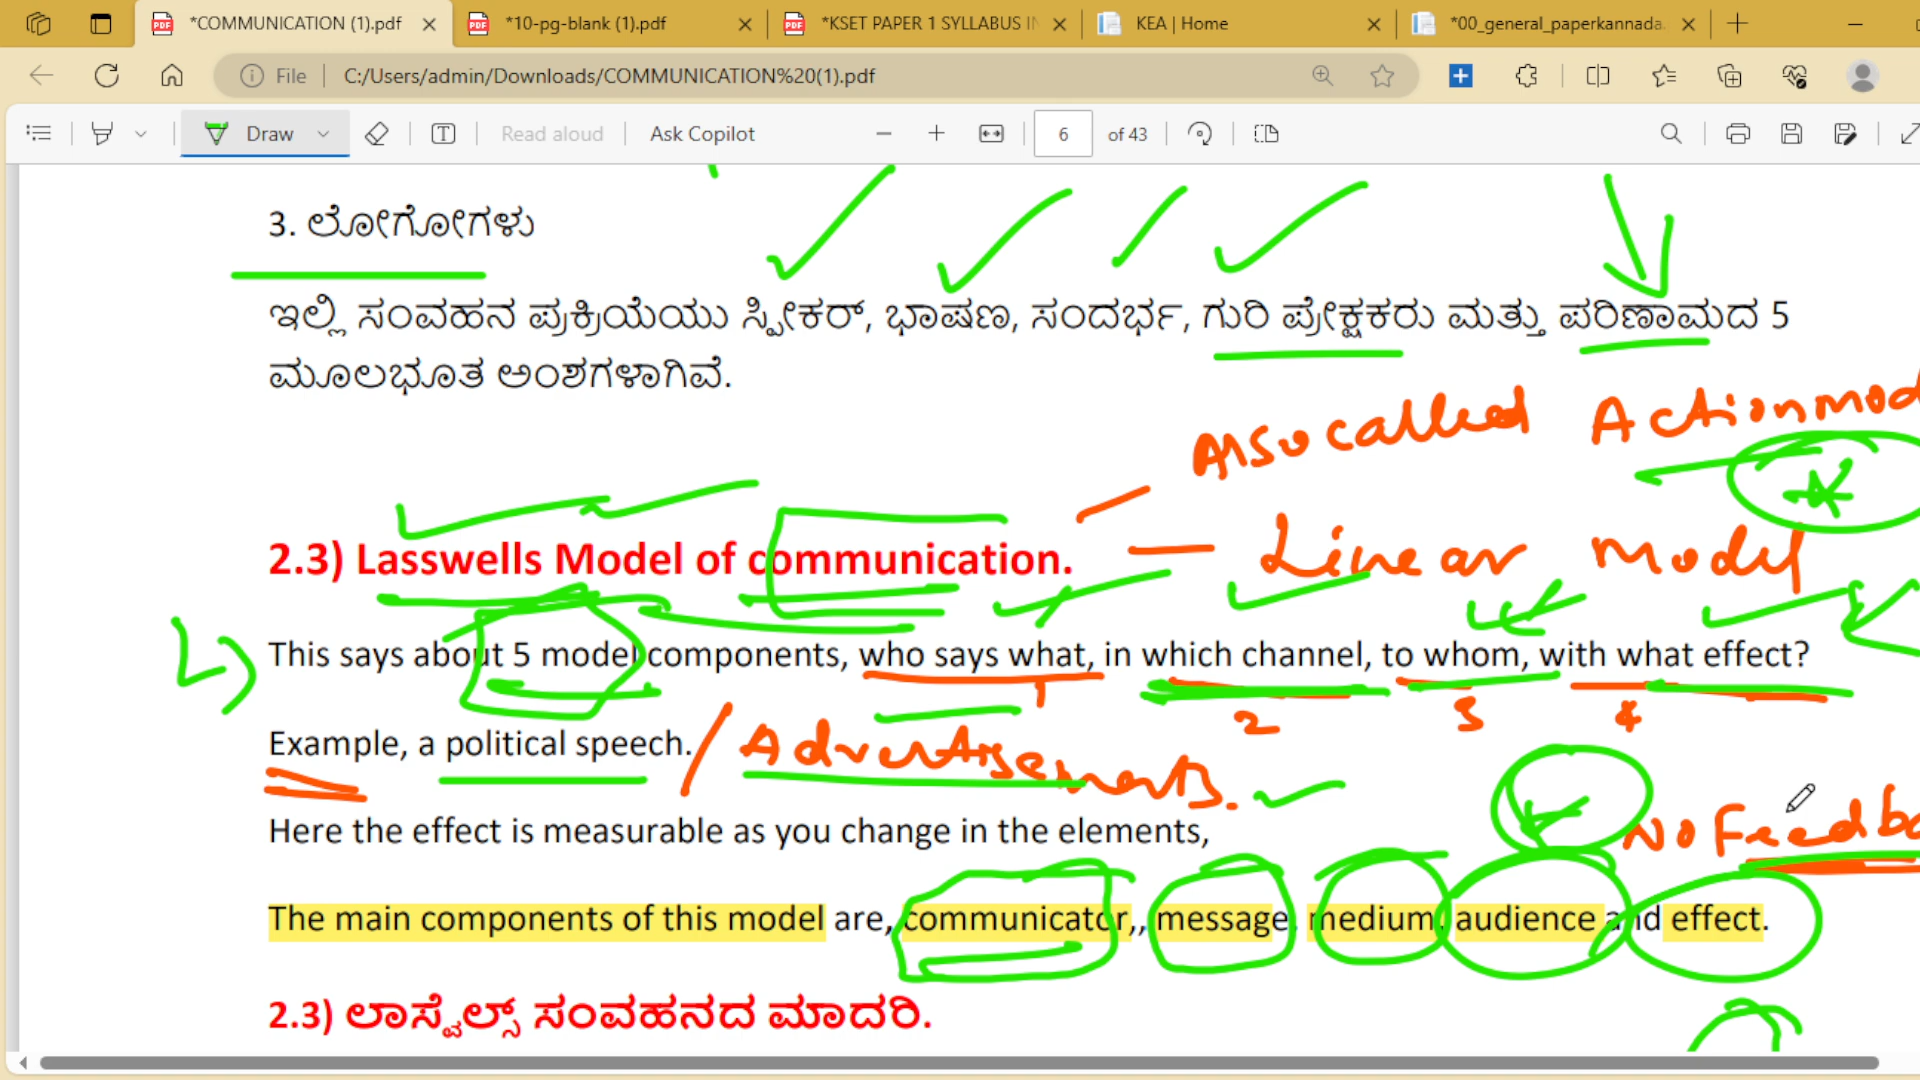 *COMMUNICATION (1).pdf
*10-pg-blank (1).pdf
*KSET PAPER 1 SYLLABUS IN
KEA | Home
*00_general_paperkannada.
File
C:/Users/admin/Downloads/COMMUNICATION%20(1).pdf
Draw
Read aloud
Ask Copilot
6 of 43
3. ಲೋಗೋಗಳು
ಇಲ್ಲಿ ಸಂವಹನ ಪ್ರಕ್ರಿಯೆಯು ಸ್ಪೀಕರ್, ಭಾಷಣ, ಸಂದರ್ಭ, ಗುರಿ ಪ್ರೇಕ್ಷಕರು ಮತ್ತು ಪರಿಣಾಮದ 5
ಮೂಲಭೂತ ಅಂಶಗಳಾಗಿವೆ.
Also called Action mod
2.3) Lasswells Model of communication.
— Linear Model
This says about 5 model components, who says what, in which channel, to whom, with what effect?
1 2 3 4
Example, a political speech. / Advertisements.
Here the effect is measurable as you change in the elements,
No Feedba
The main components of this model are, communicator,, message, medium, audience and effect.
2.3) ಲಾಸ್ವೆಲ್ಸ್ ಸಂವಹನದ ಮಾದರಿ.